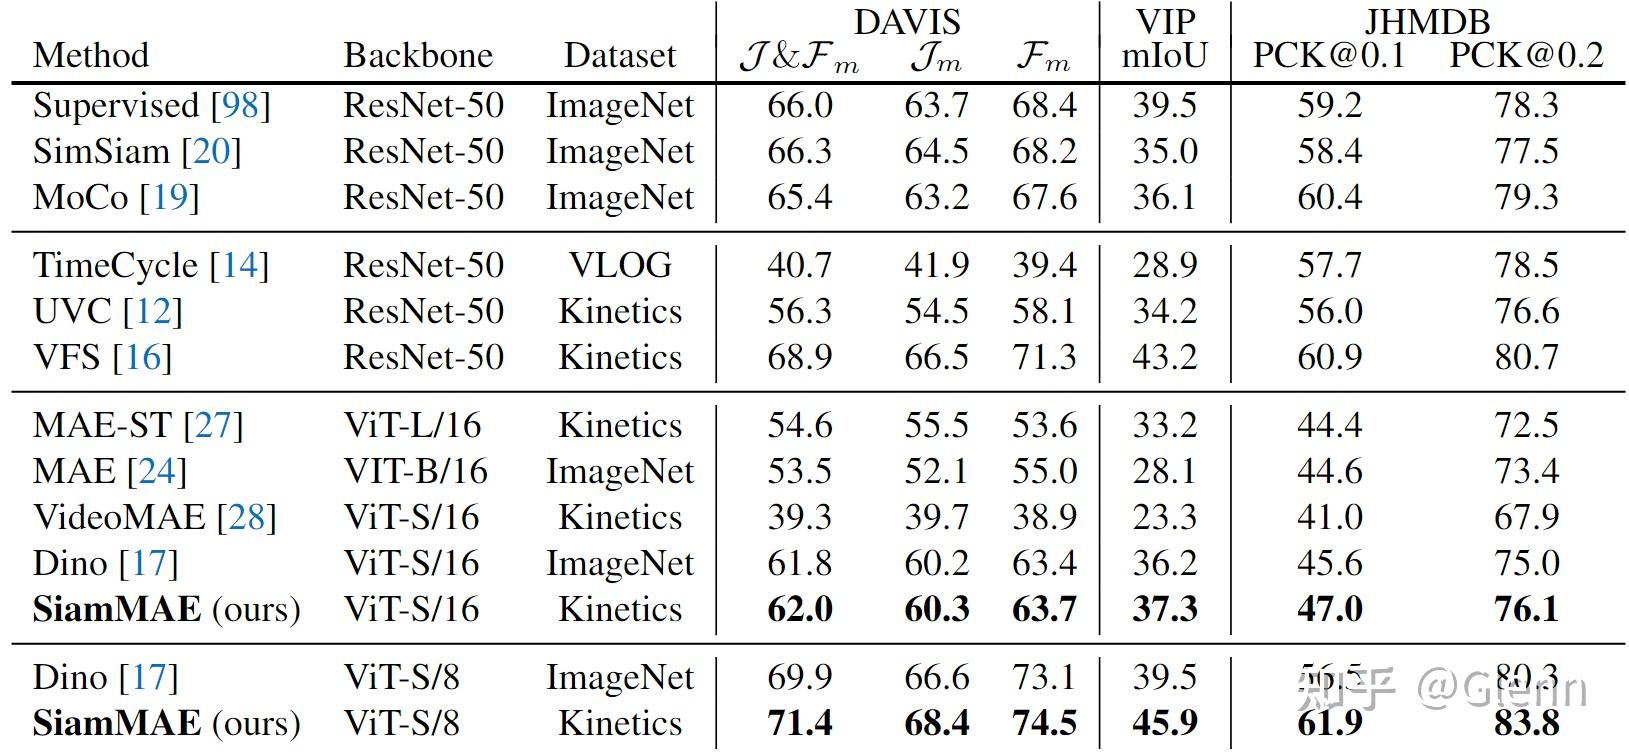 DAVIS VIP JHMDB
Method Backbone Dataset J&Fm Jm Fm mIoU PCK@0.1 PCK@0.2
Supervised [98] ResNet-50 ImageNet 66.0 63.7 68.4 39.5 59.2 78.3
SimSiam [20] ResNet-50 ImageNet 66.3 64.5 68.2 35.0 58.4 77.5
MoCo [19] ResNet-50 ImageNet 65.4 63.2 67.6 36.1 60.4 79.3
TimeCycle [14] ResNet-50 VLOG 40.7 41.9 39.4 28.9 57.7 78.5
UVC [12] ResNet-50 Kinetics 56.3 54.5 58.1 34.2 56.0 76.6
VFS [16] ResNet-50 Kinetics 68.9 66.5 71.3 43.2 60.9 80.7
MAE-ST [27] ViT-L/16 Kinetics 54.6 55.5 53.6 33.2 44.4 72.5
MAE [24] VIT-B/16 ImageNet 53.5 52.1 55.0 28.1 44.6 73.4
VideoMAE [28] ViT-S/16 Kinetics 39.3 39.7 38.9 23.3 41.0 67.9
Dino [17] ViT-S/16 ImageNet 61.8 60.2 63.4 36.2 45.6 75.0
SiamMAE (ours) ViT-S/16 Kinetics 62.0 60.3 63.7 37.3 47.0 76.1
Dino [17] ViT-S/8 ImageNet 69.9 66.6 73.1 39.5 56.5 80.3
SiamMAE (ours) ViT-S/8 Kinetics 71.4 68.4 74.5 45.9 61.9 83.8
知乎 @Glenn